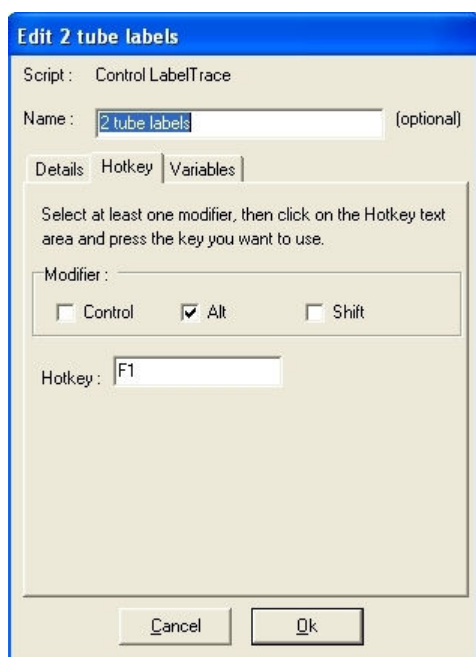 Edit 2 tube labels
Script : Control LabelTrace
Name : 2 tube labels (optional)
Details Hotkey Variables
Select at least one modifier, then click on the Hotkey text
area and press the key you want to use.
Modifier :
Control Alt Shift
Hotkey : F1
Cancel Ok